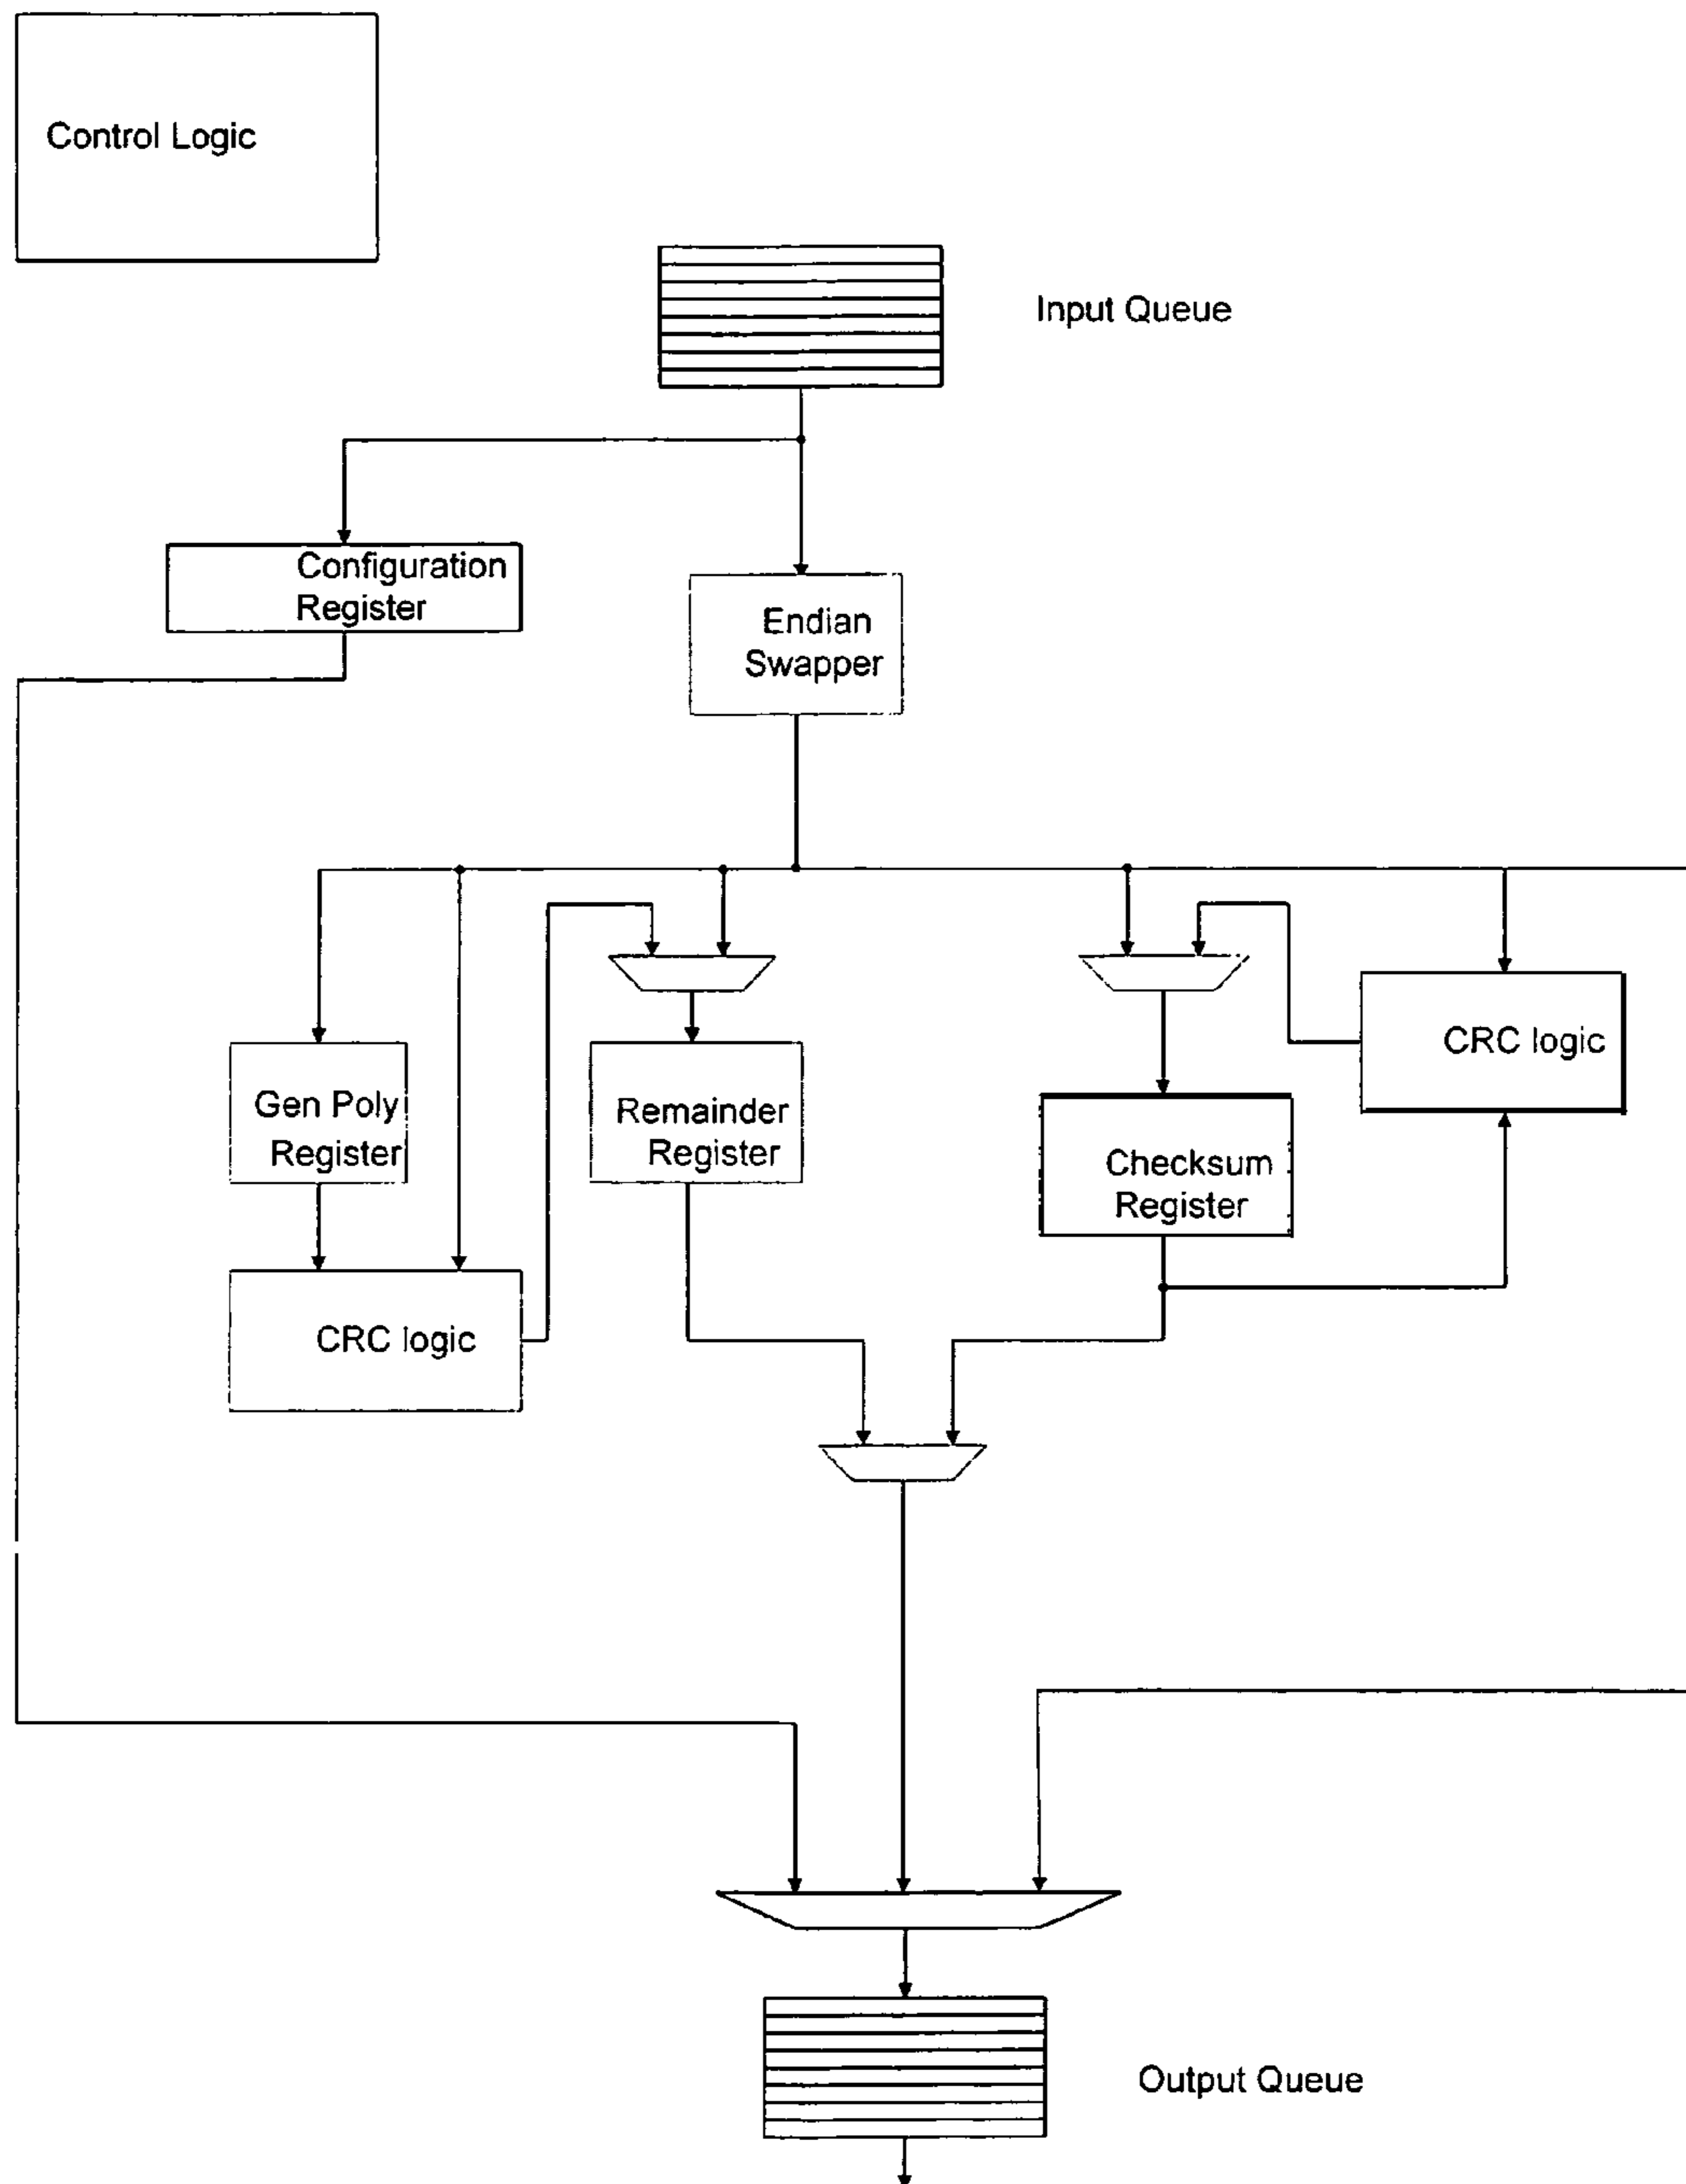 Control Logic
Input Queue
Configuration
Register
Endian
Swapper
CRC logic
Gen Poly
Register
Remainder
Register
Checksum
Register
CRC logic
Output Queue